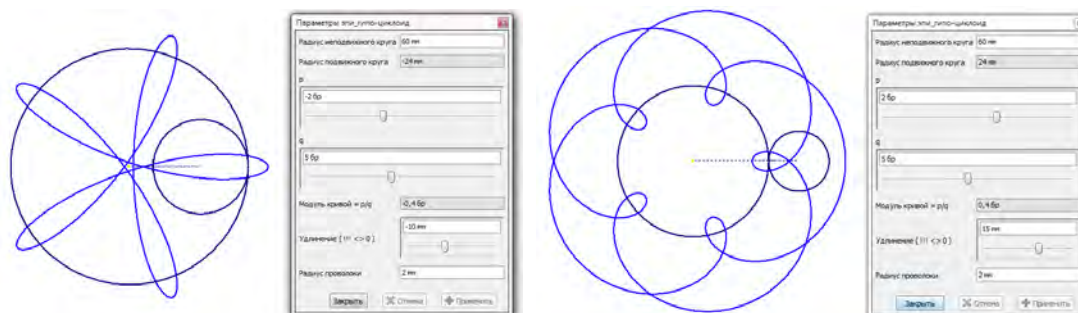 Параметры эпи_гипо-циклоид
Радиус неподвижного круга 60 мм
Радиус подвижного круга -24 мм
p
-2 бр
q
5 бр
Модуль кривой = p/q -0,4 бр
Удлинение ( !!! <> 0 ) -10 мм
Радиус проволоки 2 мм
Закрыть Отмена Применить
Параметры эпи_гипо-циклоид
Радиус неподвижного круга 60 мм
Радиус подвижного круга 24 мм
p
2 бр
q
5 бр
Модуль кривой = p/q 0,4 бр
Удлинение ( !!! <> 0 ) 15 мм
Радиус проволоки 2 мм
Закрыть Отмена Применить